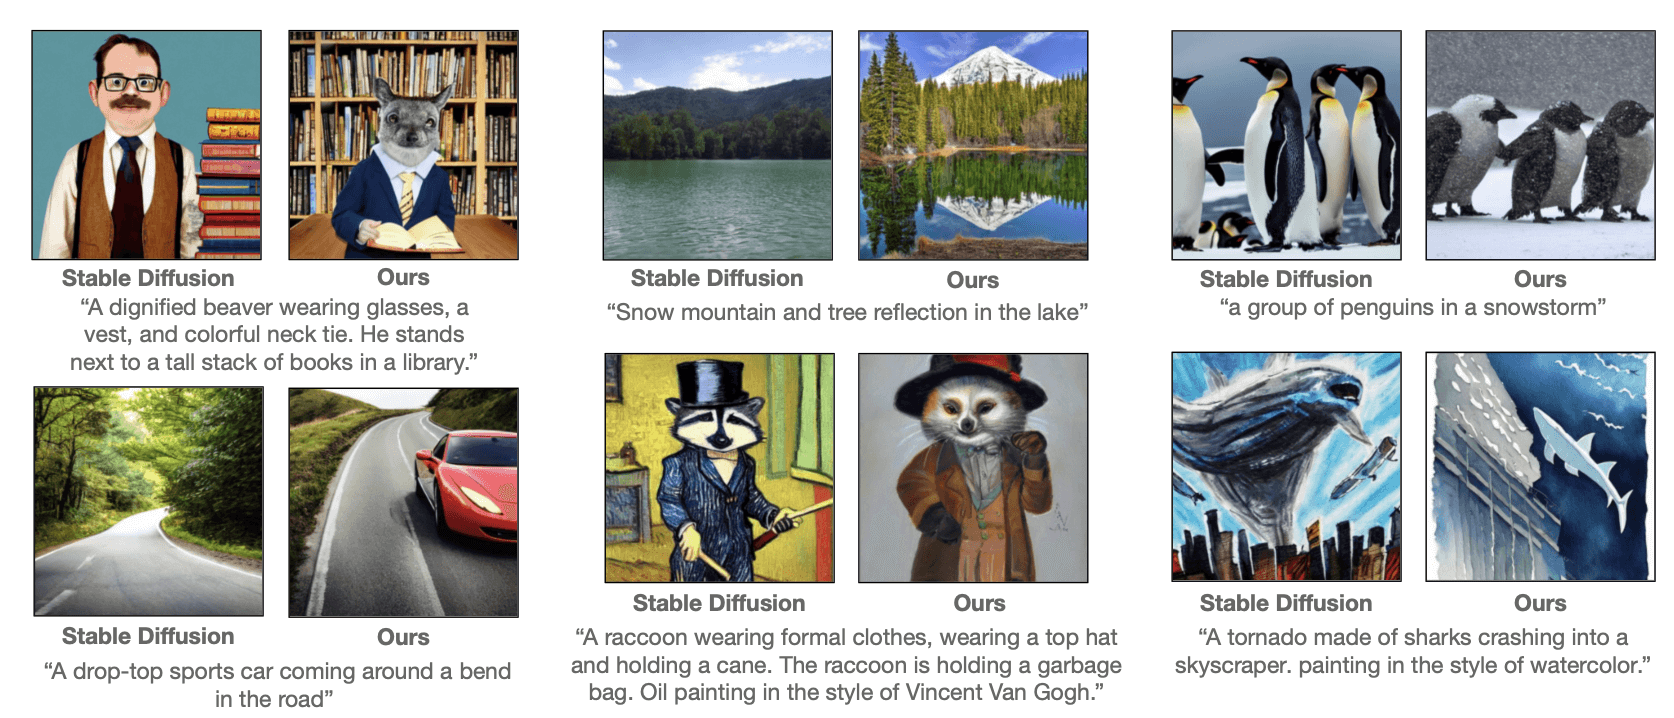 Stable Diffusion
Ours
“A dignified beaver wearing glasses, a
vest, and colorful neck tie. He stands
next to a tall stack of books in a library.”
Stable Diffusion
Ours
“Snow mountain and tree reflection in the lake”
Stable Diffusion
Ours
“a group of penguins in a snowstorm”
Stable Diffusion
Ours
“A drop-top sports car coming around a bend
in the road”
Stable Diffusion
Ours
“A raccoon wearing formal clothes, wearing a top hat
and holding a cane. The raccoon is holding a garbage
bag. Oil painting in the style of Vincent Van Gogh.”
Stable Diffusion
Ours
“A tornado made of sharks crashing into a
skyscraper. painting in the style of watercolor.”